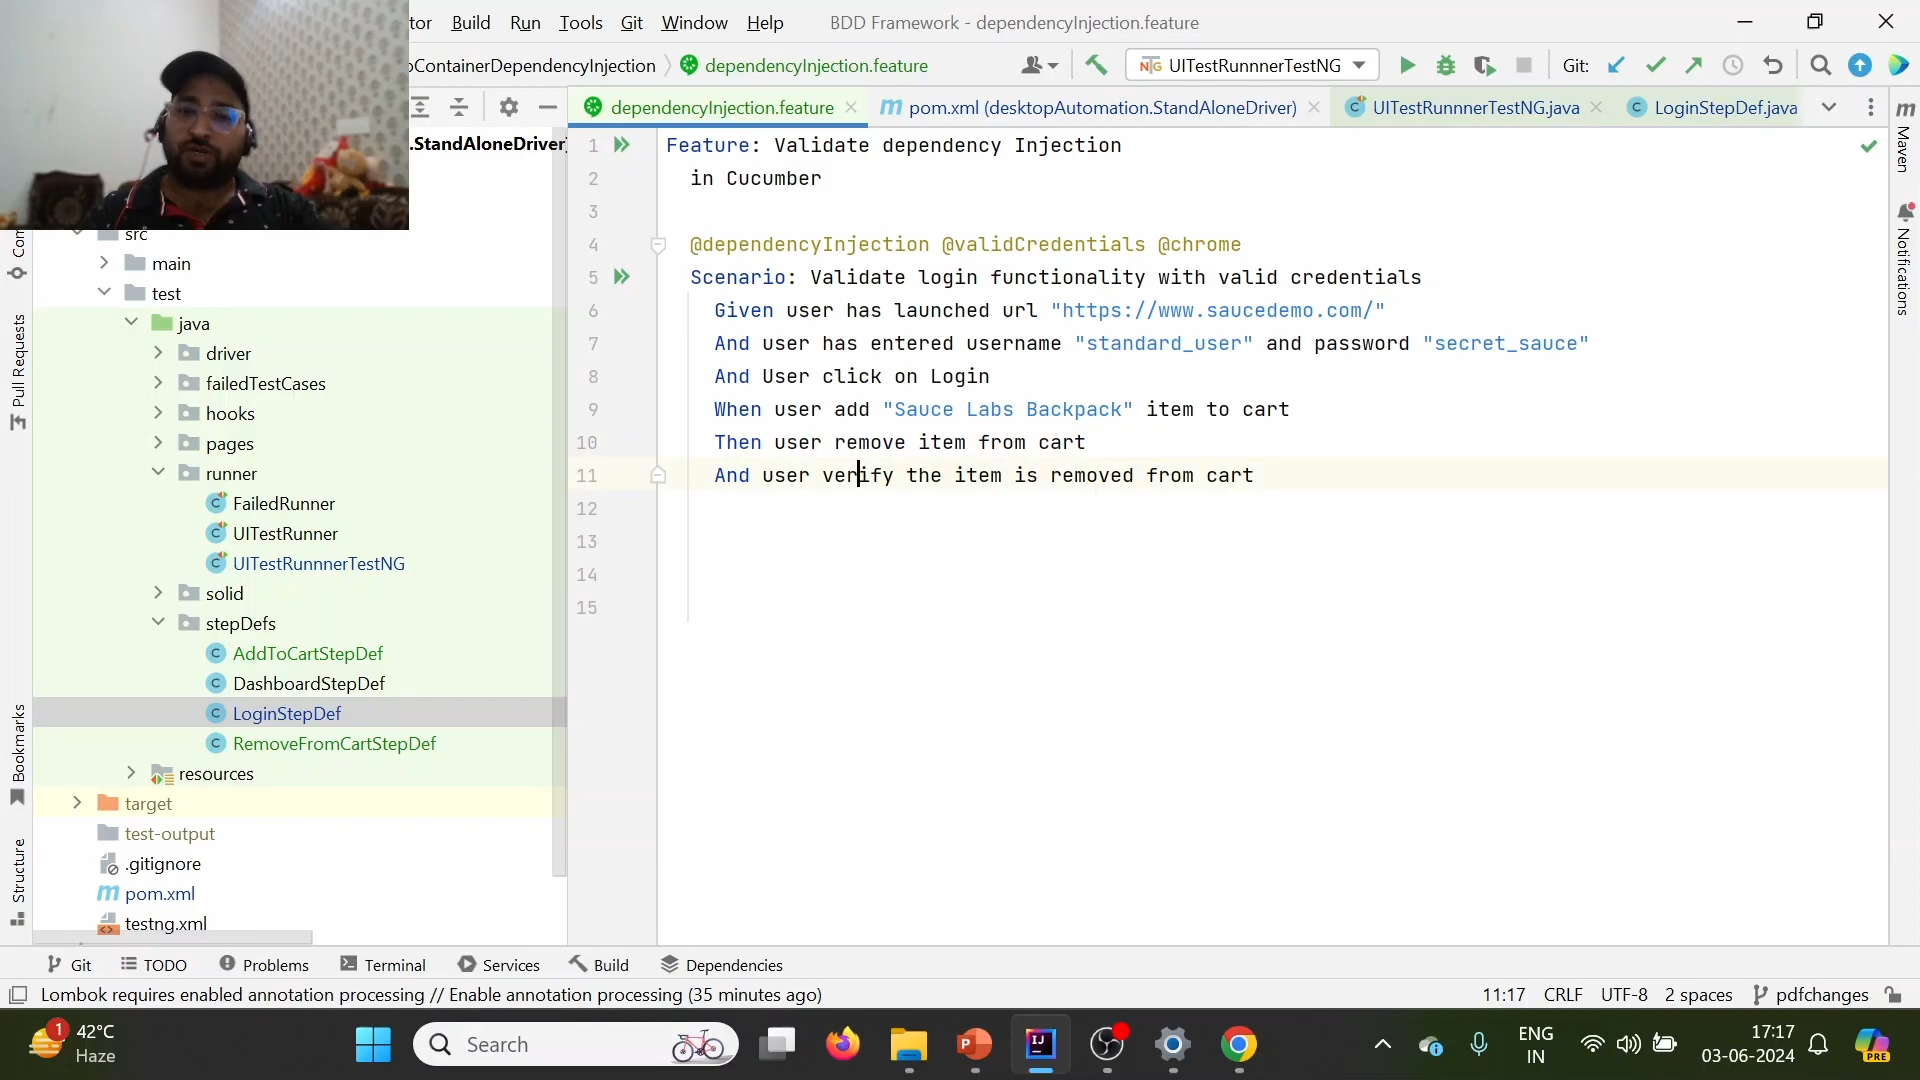 tor Build Run Tools Git Window Help BDD Framework - dependencyInjection.feature
oContainerDependencyInjection dependencyInjection.feature UITestRunnnerTestNG Git:
dependencyInjection.feature pom.xml (desktopAutomation.StandAloneDriver) UITestRunnnerTestNG.java LoginStepDef.java
.StandAloneDriver
src
main
test
java
driver
failedTestCases
hooks
pages
runner
FailedRunner
UITestRunner
UITestRunnnerTestNG
solid
stepDefs
AddToCartStepDef
DashboardStepDef
LoginStepDef
RemoveFromCartStepDef
resources
target
test-output
.gitignore
pom.xml
testng.xml
Com
Pull Requests
Bookmarks
Structure
1 Feature: Validate dependency Injection
2 in Cucumber
3
4 @dependencyInjection @validCredentials @chrome
5 Scenario: Validate login functionality with valid credentials
6 Given user has launched url "https://www.saucedemo.com/"
7 And user has entered username "standard_user" and password "secret_sauce"
8 And User click on Login
9 When user add "Sauce Labs Backpack" item to cart
10 Then user remove item from cart
11 And user verify the item is removed from cart
12
13
14
15
m
Maven
Notifications
Git TODO Problems Terminal Services Build Dependencies
Lombok requires enabled annotation processing // Enable annotation processing (35 minutes ago) 11:17 CRLF UTF-8 2 spaces pdfchanges
1 42°C
Haze
Search
ENG
IN
17:17
03-06-2024
PRE